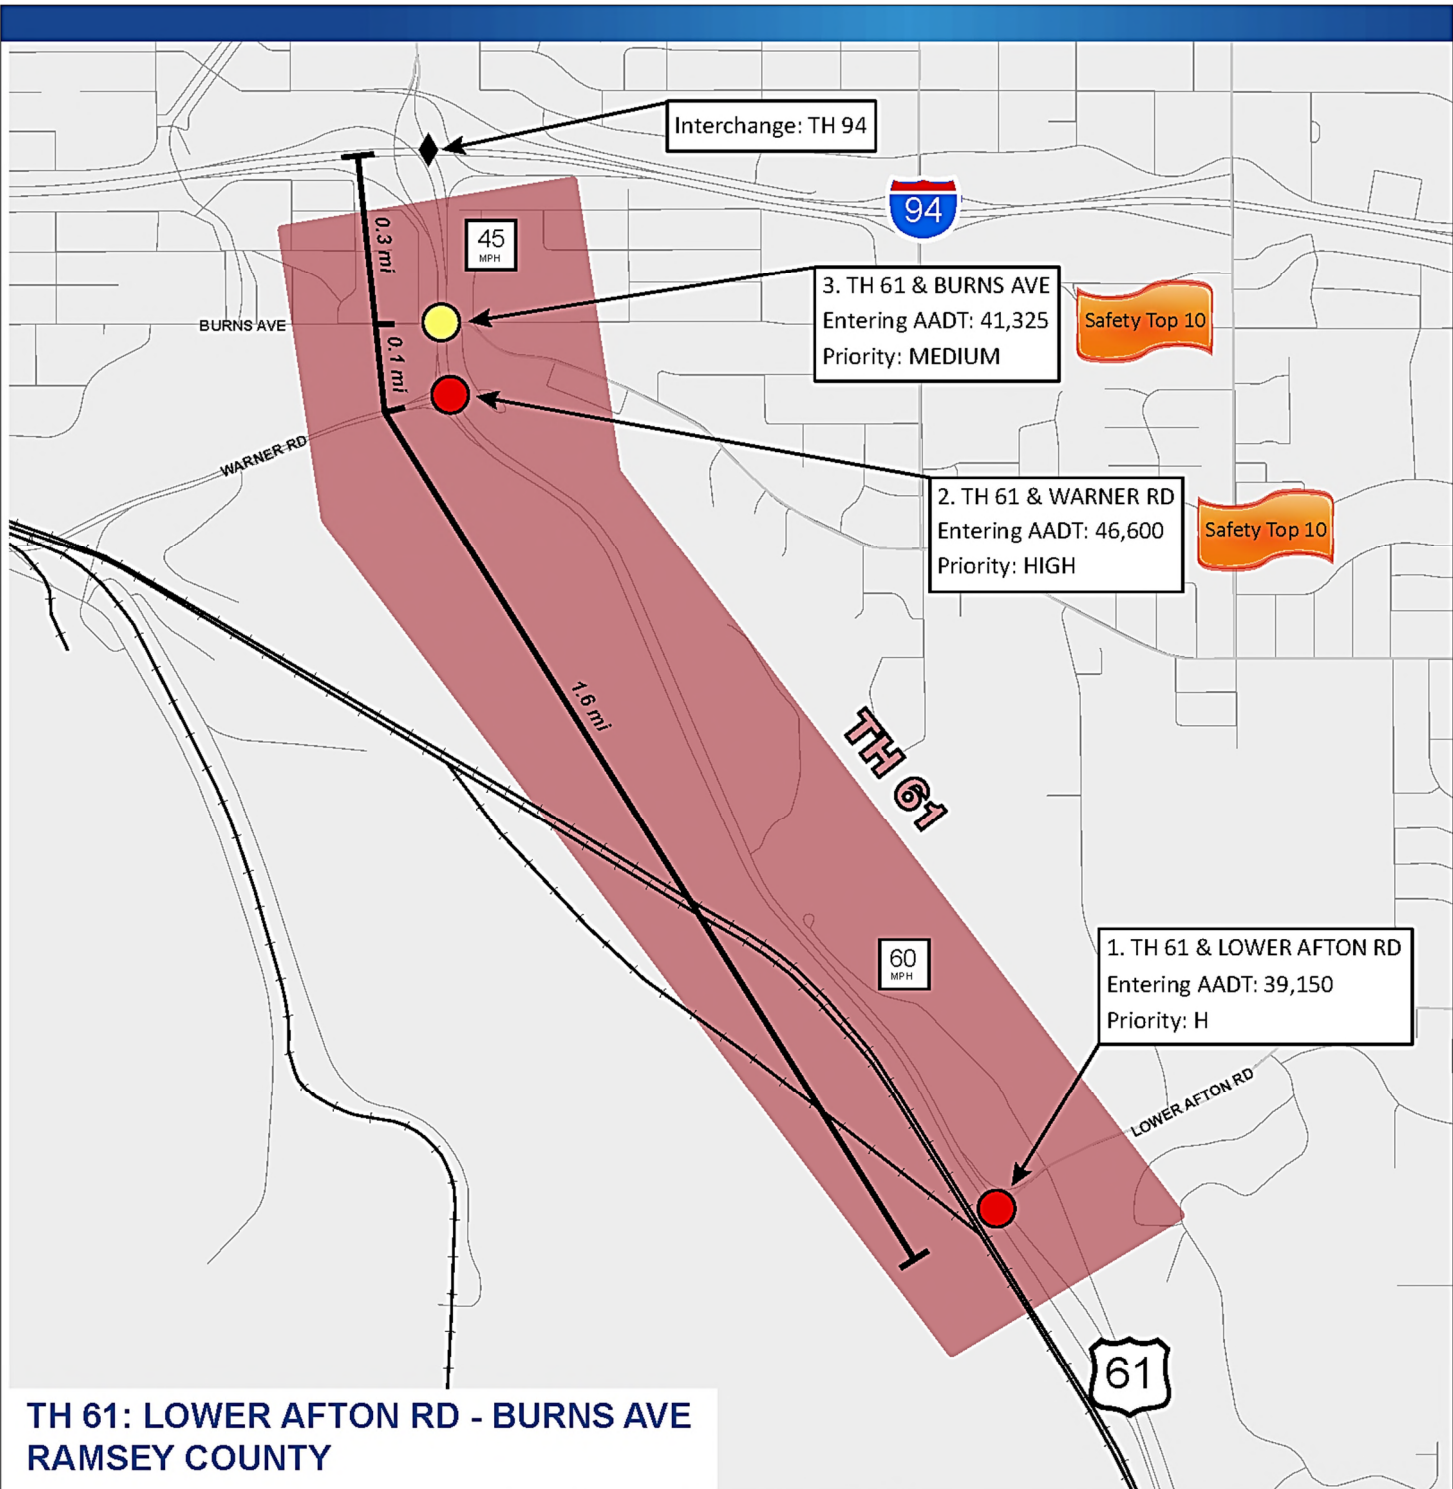 Interchange: TH 94
94
45
MPH
0.3 mi
3. TH 61 & BURNS AVE
Entering AADT: 41,325
Priority: MEDIUM
Safety Top 10
BURNS AVE
0.1 mi
WARNER RD
2. TH 61 & WARNER RD
Entering AADT: 46,600
Priority: HIGH
Safety Top 10
1.6 mi
TH 61
60
MPH
1. TH 61 & LOWER AFTON RD
Entering AADT: 39,150
Priority: H
LOWER AFTON RD
61
TH 61: LOWER AFTON RD - BURNS AVE
RAMSEY COUNTY